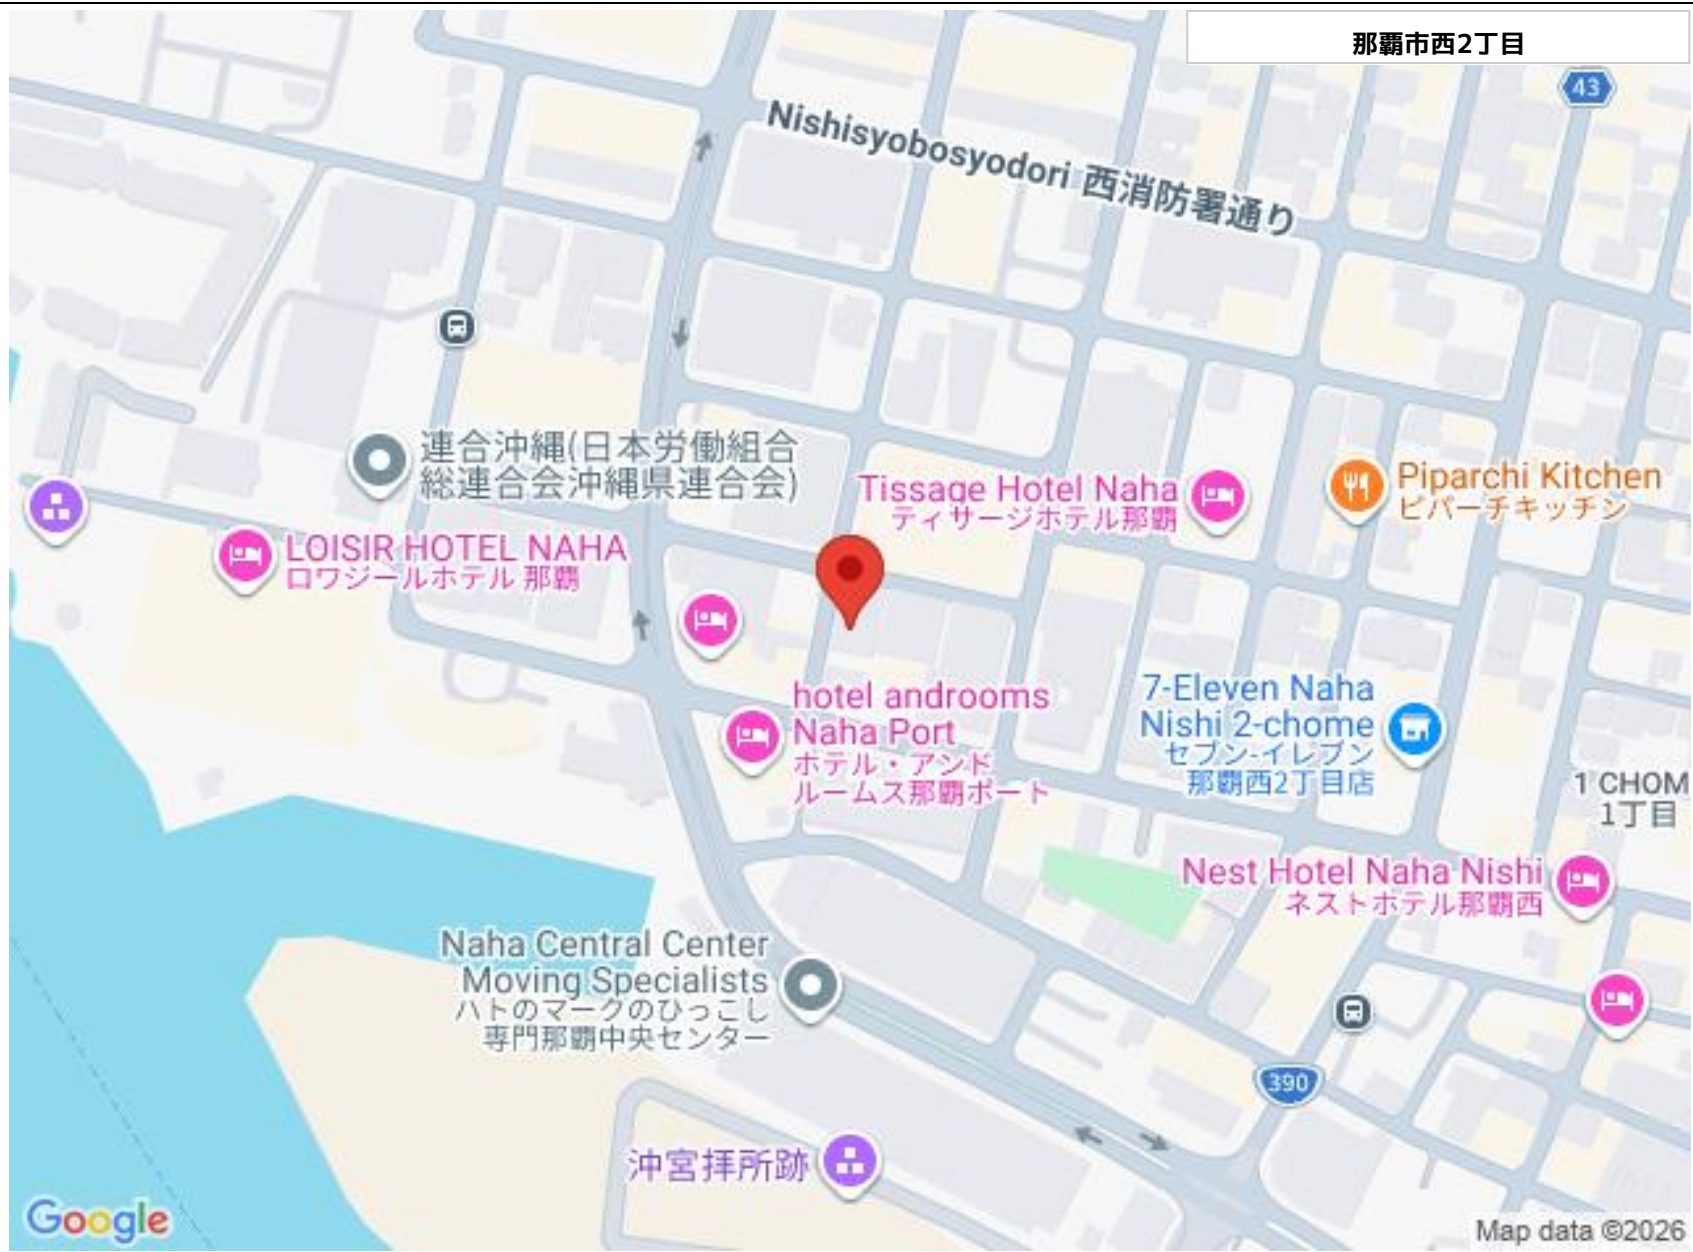 那覇市西2丁目
43
Nishisyobosyodori 西消防署通り
連合沖縄(日本労働組合
総連合会沖縄県連合会)
Tissage Hotel Naha
ティサージホテル那覇
Piparchi Kitchen
ピパーチキッチン
LOISIR HOTEL NAHA
ロワジールホテル 那覇
hotel androoms
Naha Port
ホテル・アンド
ルームス那覇ポート
7-Eleven Naha
Nishi 2-chome
セブン-イレブン
那覇西2丁目店
1 CHOM
1丁目
Nest Hotel Naha Nishi
ネストホテル那覇西
Naha Central Center
Moving Specialists
ハトのマークのひっこし
専門那覇中央センター
390
沖宮拝所跡
Google
Map data ©2026